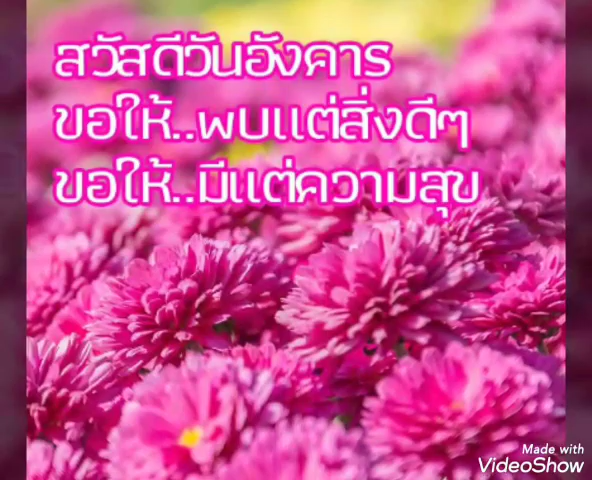 สวัสดีวันอังคาร
ขอให้..พบแต่สิ่งดีๆ
ขอให้..มีแต่ความสุข
Made with
VideoShow